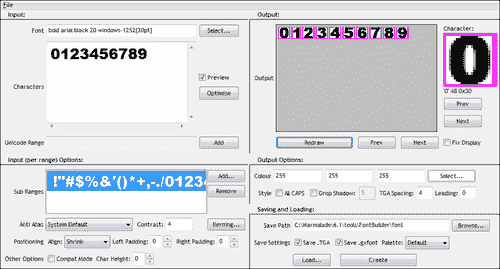 File
Input:
Font bold arial black 20 windows-1252[30pt] Select...
0123456789
Characters
Preview
Optimise
Unicode Range Add
Output:
0123456789
Output
Character:
0
'0' 48 0x30
Prev
Next
Redraw Prev Next Fix Display
Input (per range) Options:
Sub Ranges !"#$%&'()*+,-./01234 Add...
Remove
Anti Alias: System Default Contrast: 4 Kerning...
Positioning Align: Shrink Left Padding: 0 Right Padding: 0
Other Options Compat Mode Char Height: 0
Output Options:
Colour 255 255 255 Select...
Style All CAPS Drop Shadow: 5 TGA Spacing: 4 Leading: 0
Saving and Loading:
Save Path C:\Marmalade\6.1\tools\FontBuilder\font Browse...
Save Settings Save .TGA Save .gxfont Palette: Default
Load... Create